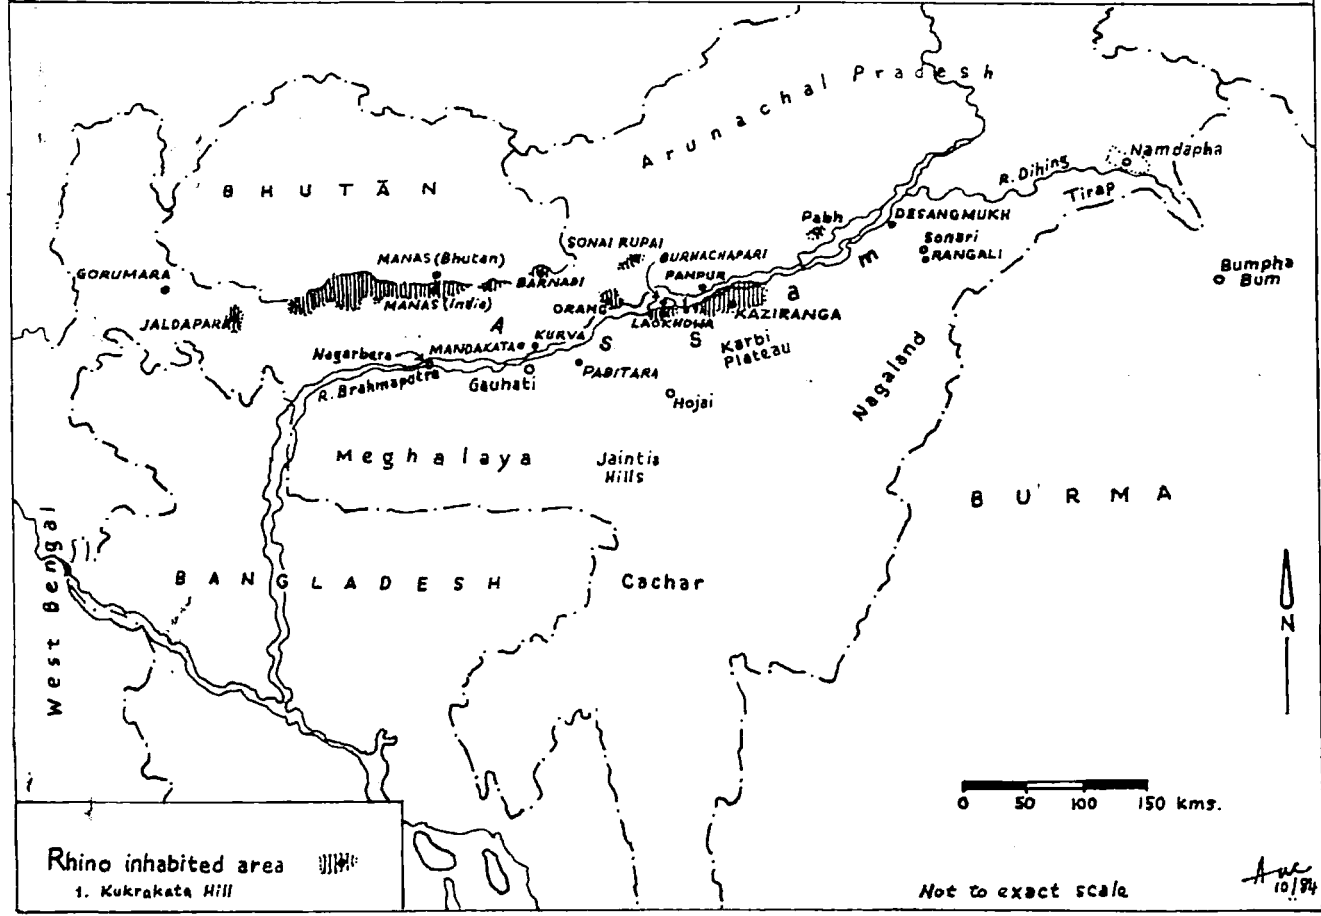 Arunachal Pradesh
BHUTĀN
Namdapha
R. Dihing
Tirap
Pabh
DESANGMUKH
Sonari
RANGALI
Bumpha
Bum
SONAI RUPAI
BURHACHAPARI
PANPUR
MANAS (Bhutan)
BARNADI
GORUMARA
MANAS (India)
ORANG
LAOKHOWA
KAZIRANGA
JALDAPARA
Assam
Karbi
Plateau
Nagarbera
MANDAKATA
KURVA
R. Brahmaputra
Gauhati
PABITARA
Hojai
Nagaland
Meghalaya
Jaintia
Hills
BURMA
West Bengal
BANGLADESH
Cachar
N
0 50 100 150 kms.
Rhino inhabited area
1. Kukrakata Hill
Not to exact scale
10/84